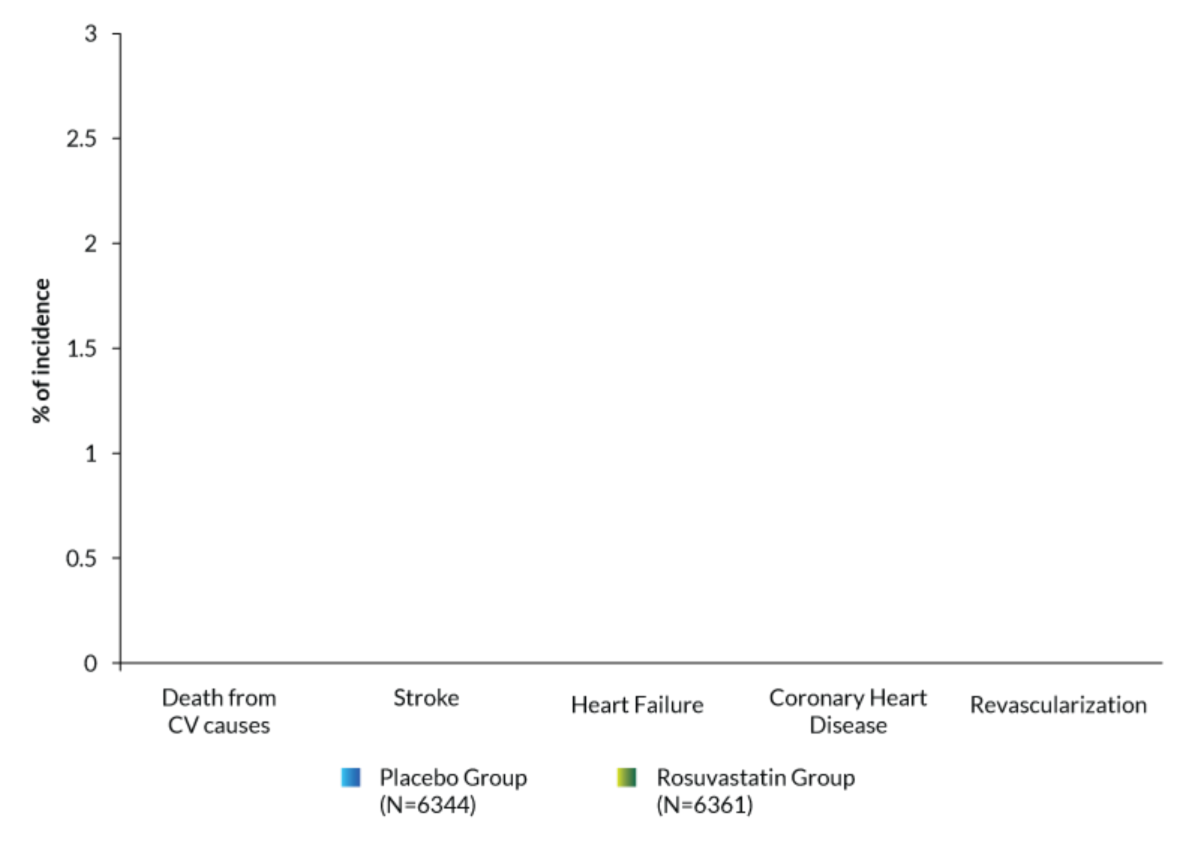 3
2.5
2
1.5
1
0.5
0
% of incidence
Death from
CV causes
Stroke
Heart Failure
Coronary Heart
Disease
Revascularization
Placebo Group
(N=6344)
Rosuvastatin Group
(N=6361)